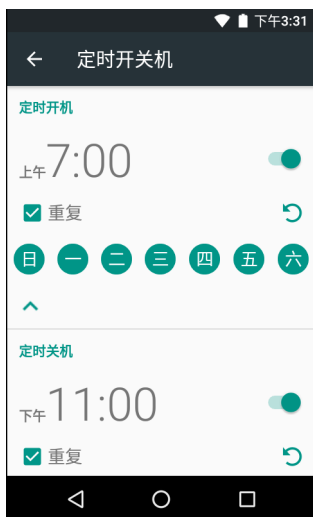 下午3:31
定时开关机
定时开机
上午7:00
重复
日 一 二 三 四 五 六
定时关机
下午11:00
重复